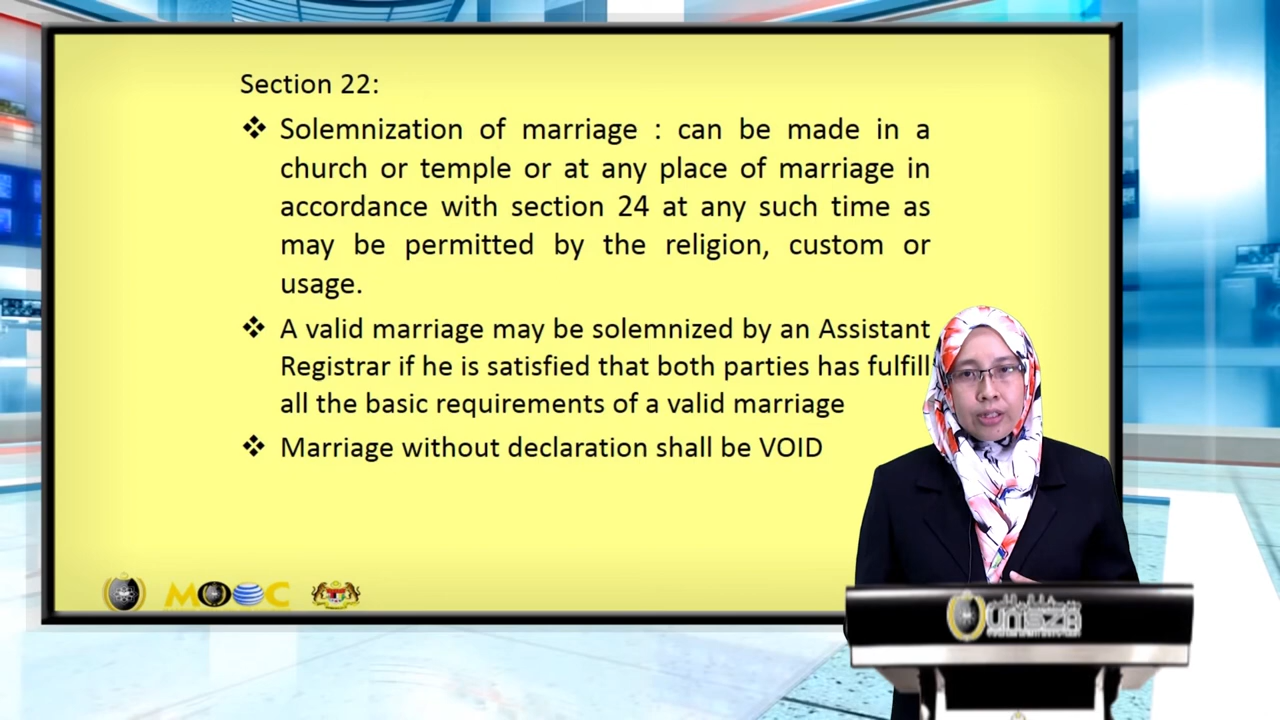 Section 22:
❖ Solemnization of marriage : can be made in a
church or temple or at any place of marriage in
accordance with section 24 at any such time as
may be permitted by the religion, custom or
usage.
❖ A valid marriage may be solemnized by an Assistant
Registrar if he is satisfied that both parties has fulfill
all the basic requirements of a valid marriage
❖ Marriage without declaration shall be VOID
MOOC
UniSZA